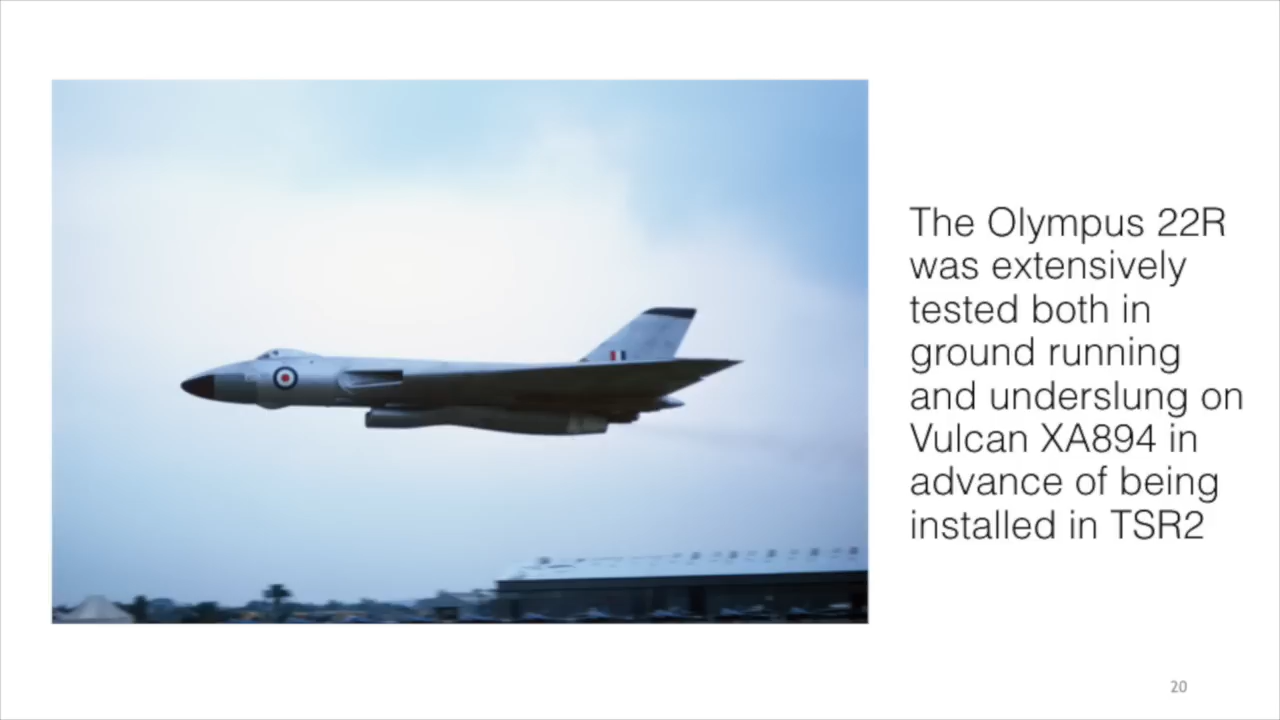 The Olympus 22R
was extensively
tested both in
ground running
and underslung on
Vulcan XA894 in
advance of being
installed in TSR2
20